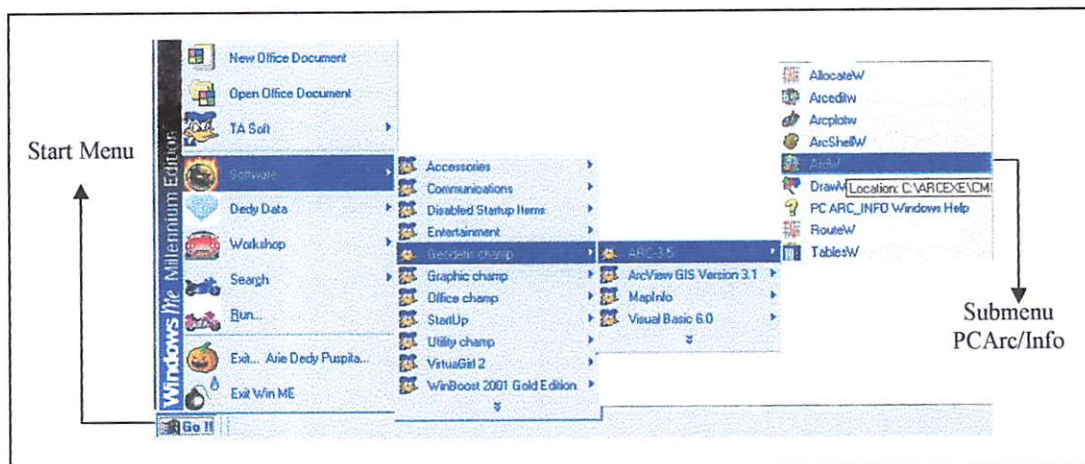 Start Menu
Windows Me Millennium Edition
New Office Document
Open Office Document
TA Soft
Software
Dedy Data
Workshop
Search
Run...
Exit... Arie Dedy Puspita...
Exit Win ME
Go !!
Accessories
Communications
Disabled Startup Items
Entertainment
Geodetic champ
Graphic champ
Office champ
StartUp
Utility champ
VirtuaGirl 2
WinBoost 2001 Gold Edition
ARC-3.5
ArcView GIS Version 3.1
MapInfo
Visual Basic 6.0
AllocateW
Arceditw
Arcplotw
ArcShellW
ArcW
Location: C:\ARCEXE\CM
PC ARC_INFO Windows Help
RouteW
TablesW
Submenu
PCArc/Info